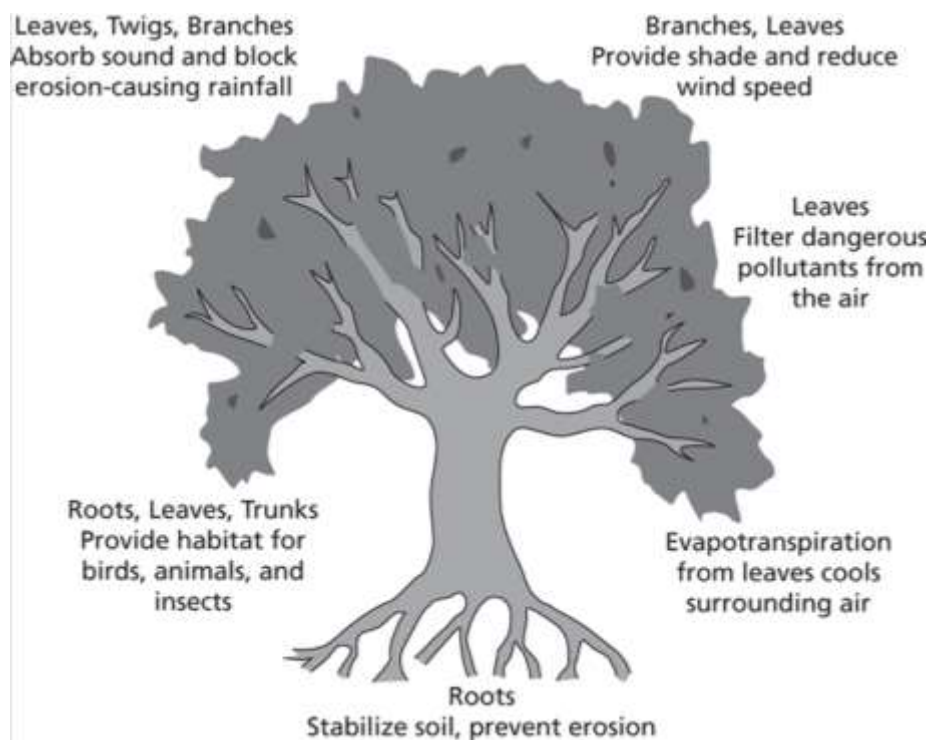 Leaves, Twigs, Branches
Absorb sound and block
erosion-causing rainfall
Branches, Leaves
Provide shade and reduce
wind speed
Leaves
Filter dangerous
pollutants from
the air
Roots, Leaves, Trunks
Provide habitat for
birds, animals, and
insects
Evapotranspiration
from leaves cools
surrounding air
Roots
Stabilize soil, prevent erosion